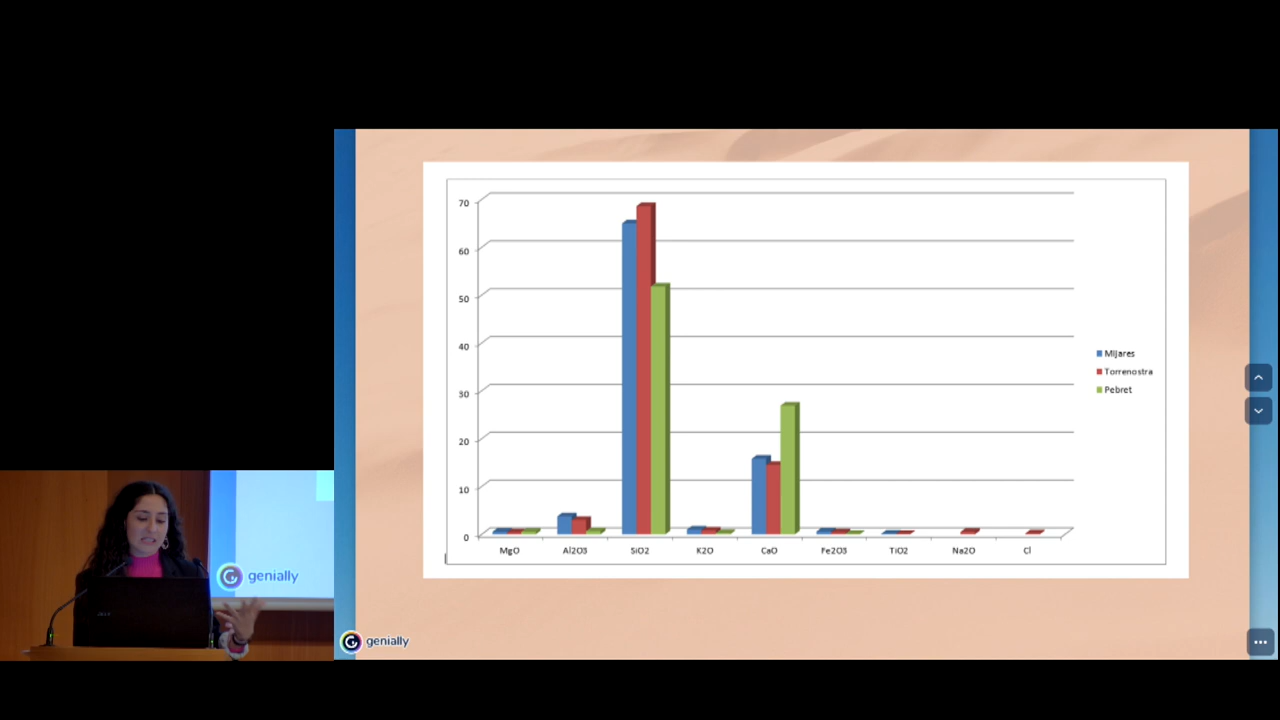 70
60
50
40
30
20
10
0
MgO Al2O3 SiO2 K2O CaO Fe2O3 TiO2 Na2O Cl
Mijares
Torrenostra
Pebret
genially
genially